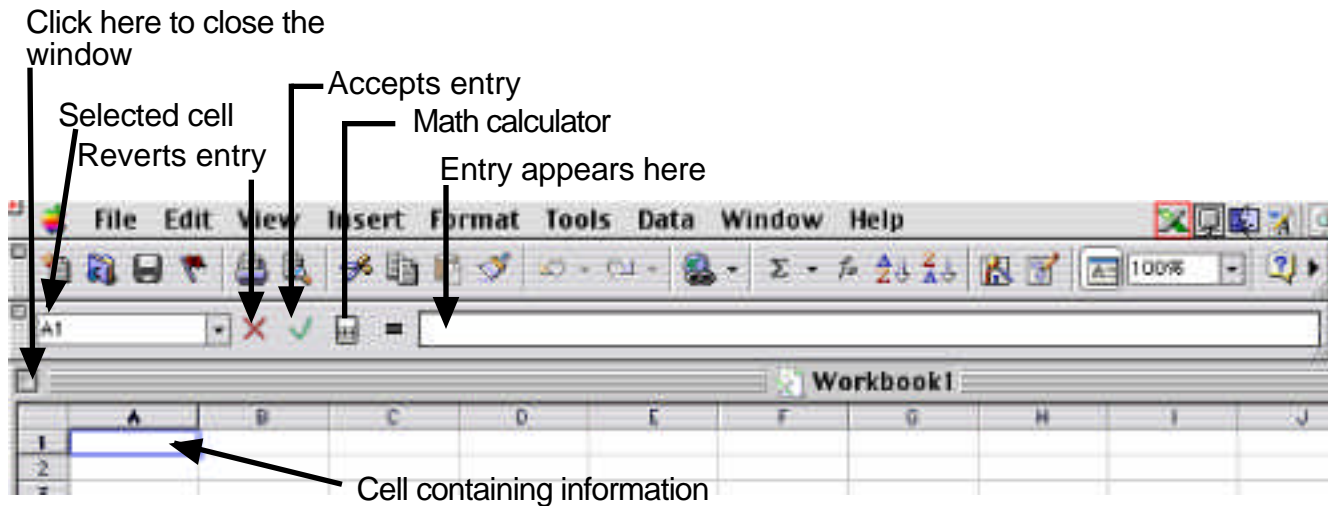 Click here to close the
window
Accepts entry
Selected cell
Math calculator
Reverts entry
Entry appears here
File Edit View Insert Format Tools Data Window Help
100%
A1
=
Workbook1
A B C D E F G H I J
1
2
3
Cell containing information